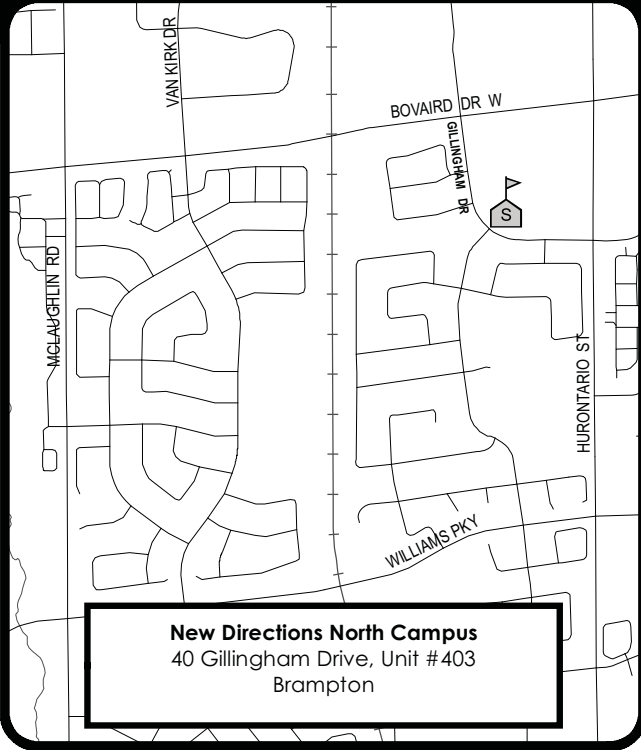 VAN KIRK DR
BOVAIRD DR W
GILLINGHAM DR
S
MCLAUGHLIN RD
HURONTARIO ST
WILLIAMS PKY
New Directions North Campus
40 Gillingham Drive, Unit #403
Brampton